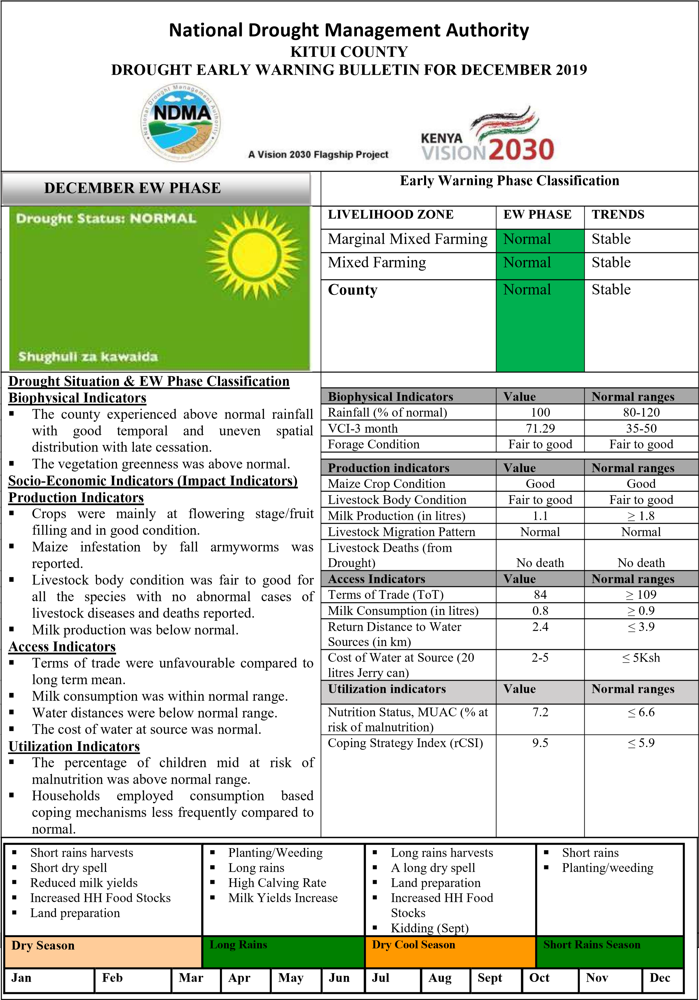 National Drought Management Authority
KITUI COUNTY
DROUGHT EARLY WARNING BULLETIN FOR DECEMBER 2019
National Drought Management Authority
NDMA
A Vision 2030 Flagship Project
KENYA
VISION 2030
DECEMBER EW PHASE
Early Warning Phase Classification
Drought Status: NORMAL
Shughuli za kawaida
LIVELIHOOD ZONE EW PHASE TRENDS
Marginal Mixed Farming Normal Stable
Mixed Farming Normal Stable
County Normal Stable
Drought Situation & EW Phase Classification
Biophysical Indicators
▪ The county experienced above normal rainfall
with good temporal and uneven spatial
distribution with late cessation.
▪ The vegetation greenness was above normal.
Socio-Economic Indicators (Impact Indicators)
Production Indicators
▪ Crops were mainly at flowering stage/fruit
filling and in good condition.
▪ Maize infestation by fall armyworms was
reported.
▪ Livestock body condition was fair to good for
all the species with no abnormal cases of
livestock diseases and deaths reported.
▪ Milk production was below normal.
Access Indicators
▪ Terms of trade were unfavourable compared to
long term mean.
▪ Milk consumption was within normal range.
▪ Water distances were below normal range.
▪ The cost of water at source was normal.
Utilization Indicators
▪ The percentage of children mid at risk of
malnutrition was above normal range.
▪ Households employed consumption based
coping mechanisms less frequently compared to
normal.
Biophysical Indicators Value Normal ranges
Rainfall (% of normal) 100 80-120
VCI-3 month 71.29 35-50
Forage Condition Fair to good Fair to good
Production indicators Value Normal ranges
Maize Crop Condition Good Good
Livestock Body Condition Fair to good Fair to good
Milk Production (in litres) 1.1 ≥ 1.8
Livestock Migration Pattern Normal Normal
Livestock Deaths (from
Drought) No death No death
Access Indicators Value Normal ranges
Terms of Trade (ToT) 84 ≥ 109
Milk Consumption (in litres) 0.8 ≥ 0.9
Return Distance to Water 2.4 ≤ 3.9
Sources (in km)
Cost of Water at Source (20 2-5 ≤ 5Ksh
litres Jerry can)
Utilization indicators Value Normal ranges
Nutrition Status, MUAC (% at 7.2 ≤ 6.6
risk of malnutrition)
Coping Strategy Index (rCSI) 9.5 ≤ 5.9
▪ Short rains harvests
▪ Short dry spell
▪ Reduced milk yields
▪ Increased HH Food Stocks
▪ Land preparation
▪ Planting/Weeding
▪ Long rains
▪ High Calving Rate
▪ Milk Yields Increase
▪ Long rains harvests
▪ A long dry spell
▪ Land preparation
▪ Increased HH Food
Stocks
▪ Kidding (Sept)
▪ Short rains
▪ Planting/weeding
Dry Season Long Rains Dry Cool Season Short Rains Season
Jan Feb Mar Apr May Jun Jul Aug Sept Oct Nov Dec